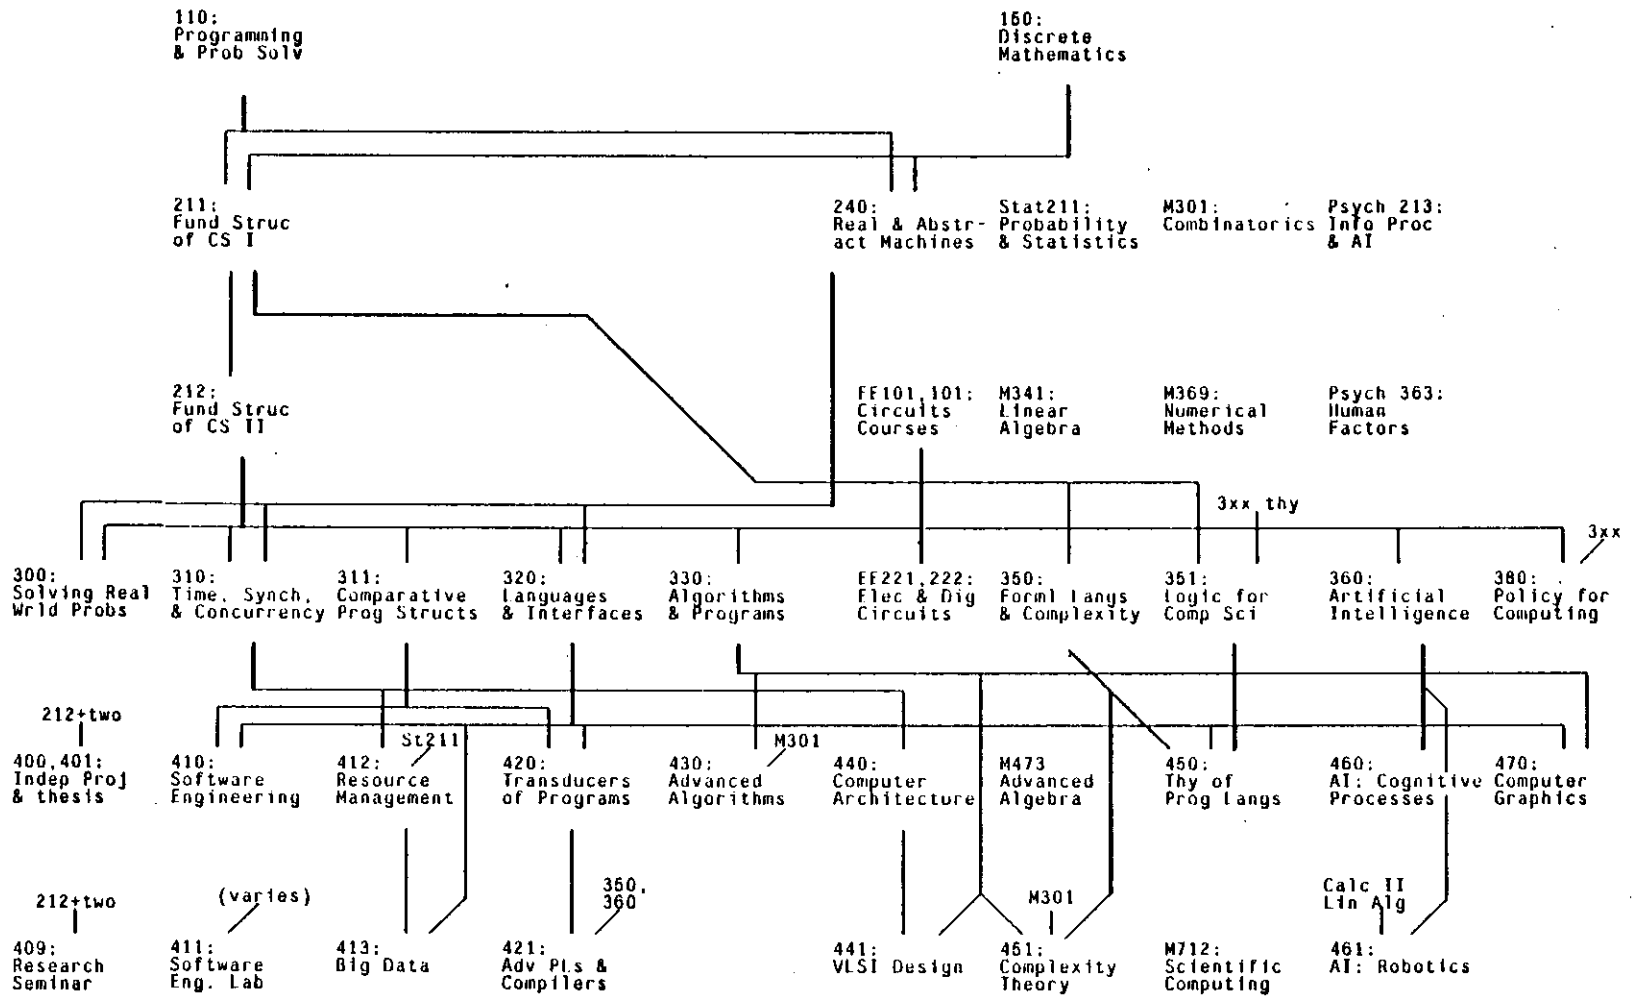 110:
Programming
& Prob Solv
160:
Discrete
Mathematics
211:
Fund Struc
of CS I
240:
Real & Abstr-
act Machines
Stat211:
Probability
& Statistics
M301:
Combinatorics
Psych 213:
Info Proc
& AI
212:
Fund Struc
of CS II
EE101,101:
Circuits
Courses
M341:
Linear
Algebra
M369:
Numerical
Methods
Psych 363:
Human
Factors
3xx thy
3xx
300:
Solving Real
Wrld Probs
310:
Time, Synch,
& Concurrency
311:
Comparative
Prog Structs
320:
Languages
& Interfaces
330:
Algorithms
& Programs
EE221,222:
Elec & Dig
Circuits
350:
Forml Langs
& Complexity
351:
Logic for
Comp Sci
360:
Artificial
Intelligence
380:
Policy for
Computing
212+two
St211
M301
400,401:
Indep Proj
& thesis
410:
Software
Engineering
412:
Resource
Management
420:
Transducers
of Programs
430:
Advanced
Algorithms
440:
Computer
Architecture
M473
Advanced
Algebra
450:
Thy of
Prog Langs
460:
AI: Cognitive
Processes
470:
Computer
Graphics
212+two
(varies)
350,
360
M301
Calc II
Lin Alg
409:
Research
Seminar
411:
Software
Eng. Lab
413:
Big Data
421:
Adv PLs &
Compilers
441:
VLSI Design
451:
Complexity
Theory
M712:
Scientific
Computing
461:
AI: Robotics